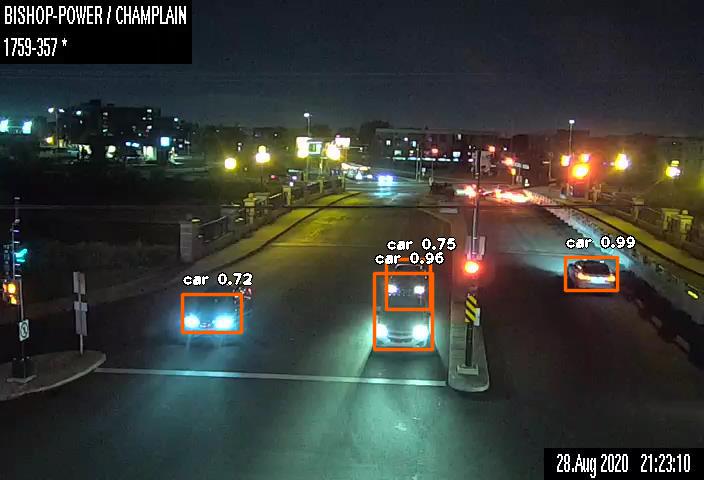 BISHOP-POWER / CHAMPLAIN
1759-357 *
car 0.75
car 0.99
car 0.96
car 0.72
28.Aug 2020 21:23:10